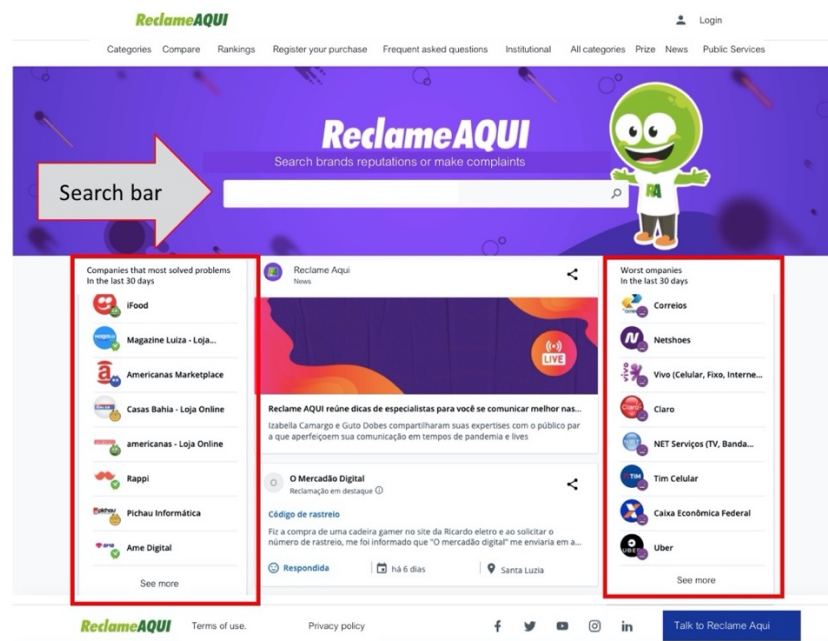 ReclameAQUI
Login
Categories Compare Rankings Register your purchase Frequent asked questions Institutional All categories Prize News Public Services
ReclameAQUI
Search brands reputations or make complaints
Search bar
RA
Companies that most solved problems
In the last 30 days
iFood
Magazine Luiza - Loja...
Americanas Marketplace
Casas Bahia - Loja Online
americanas - Loja Online
Rappi
Pichau Informática
Ame Digital
See more
Reclame Aqui
News
LIVE
Reclame AQUI reúne dicas de especialistas para você se comunicar melhor nas...
Izabella Camargo e Guto Dobes compartilharam suas expertises com o público par
a que aperfeiçoem sua comunicação em tempos de pandemia e lives
O O Mercadão Digital
Reclamação em destaque
Código de rastreio
Fiz a compra de uma cadeira gamer no site da Ricardo eletro e ao solicitar o
número de rastreio, me foi informado que "O mercadão digital" me enviaria em a...
Respondida há 6 dias Santa Luzia
Worst ompanies
In the last 30 days
Correios
Netshoes
vivo Vivo (Celular, Fixo, Interne...
Claro Claro
NET Serviços (TV, Banda...
TIM Tim Celular
Caixa Econômica Federal
UBER Uber
See more
ReclameAQUI Terms of use. Privacy policy f in Talk to Reclame Aqui